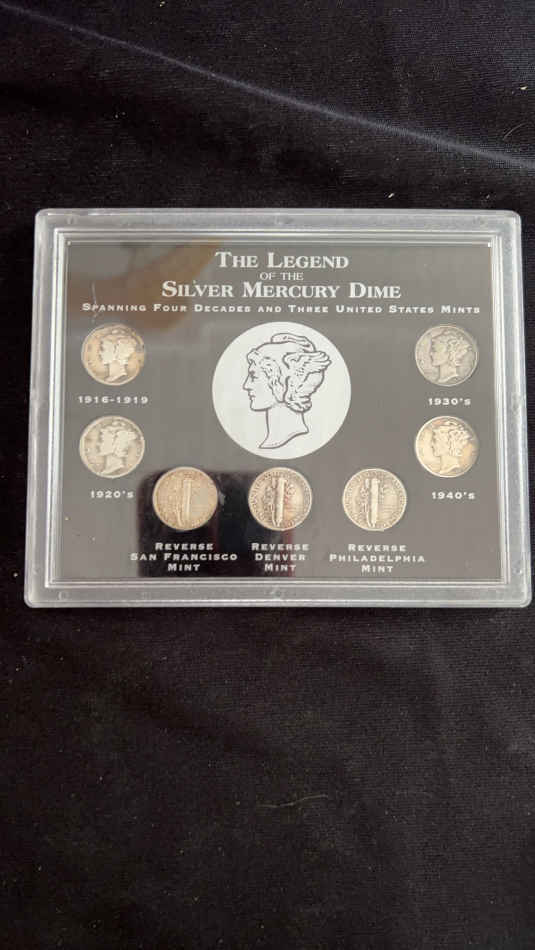 THE LEGEND
OF THE
SILVER MERCURY DIME
SPANNING FOUR DECADES AND THREE UNITED STATES MINTS
1916-1919
1930's
1920's
1940's
REVERSE
SAN FRANCISCO
MINT
REVERSE
DENVER
MINT
REVERSE
PHILADELPHIA
MINT